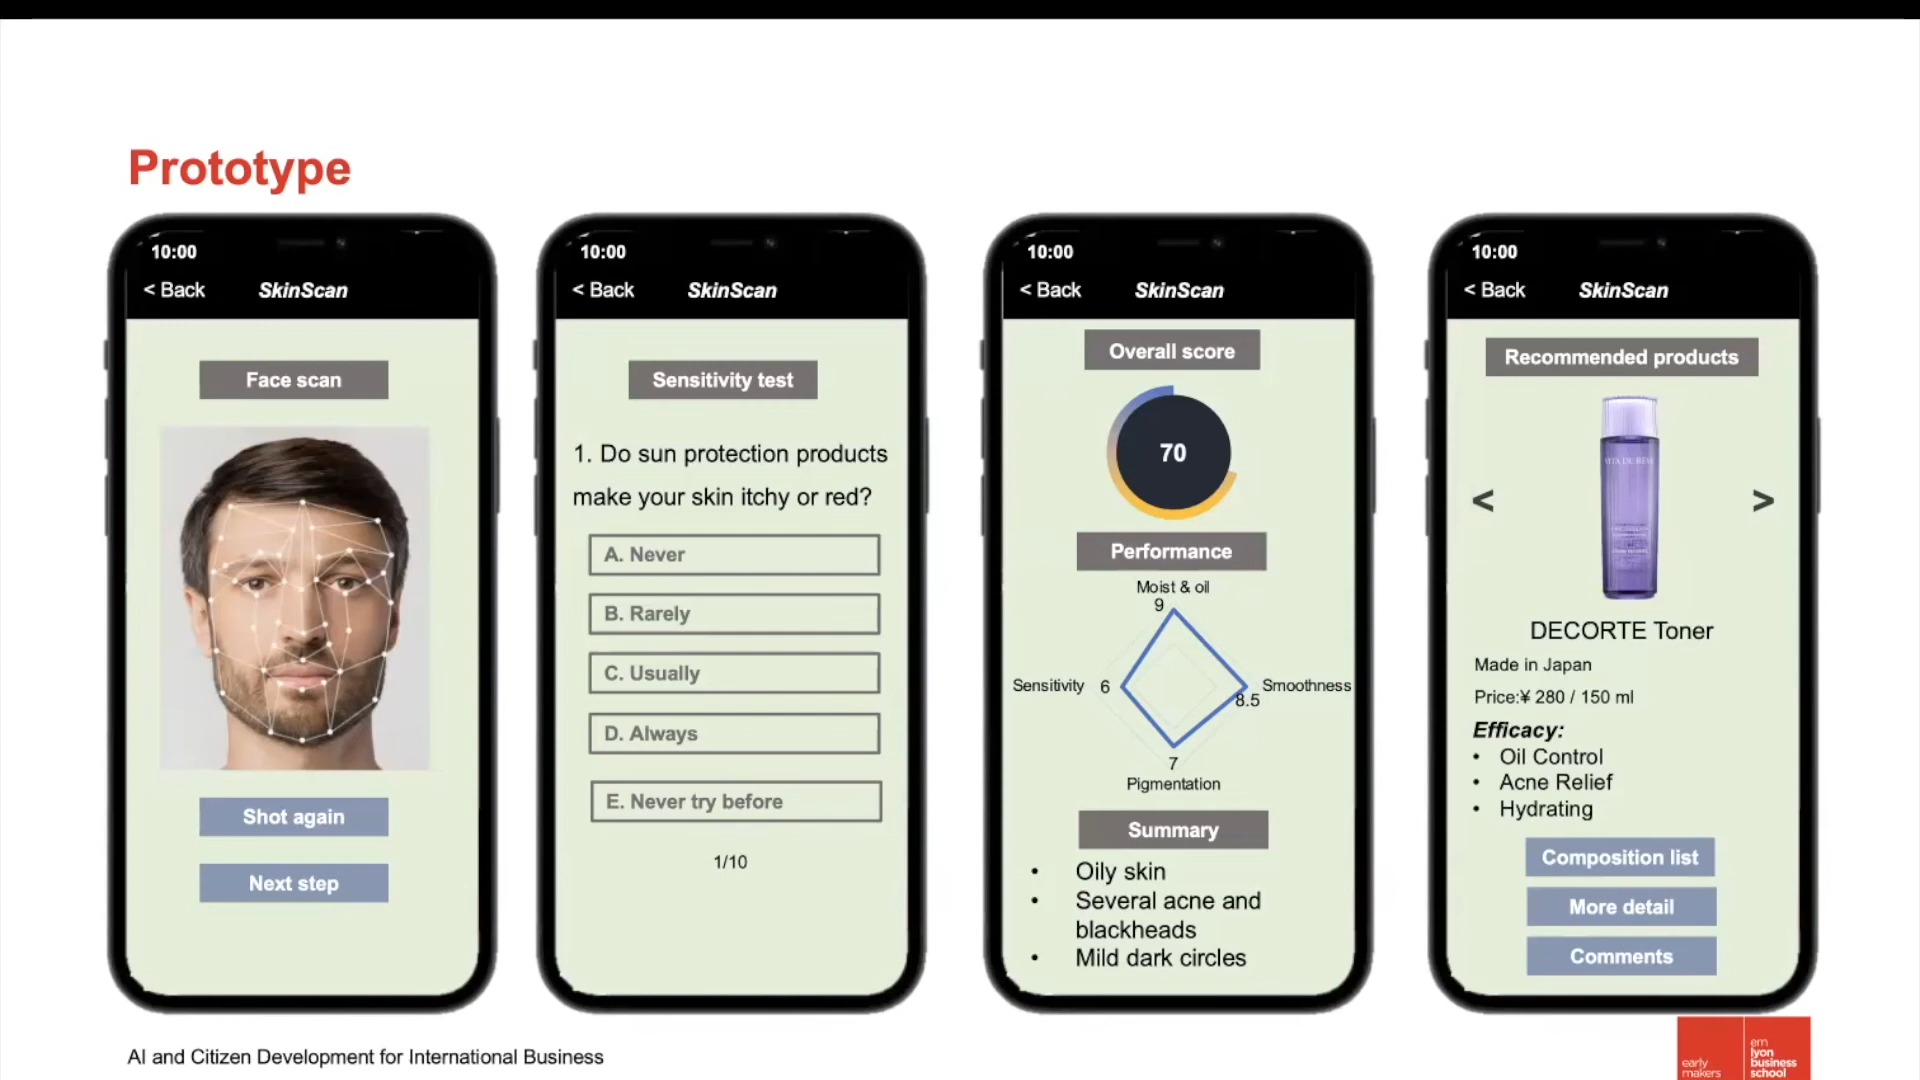 Prototype
10:00
< Back SkinScan
Face scan
Shot again
Next step
10:00
< Back SkinScan
Sensitivity test
1. Do sun protection products
make your skin itchy or red?
A. Never
B. Rarely
C. Usually
D. Always
E. Never try before
1/10
10:00
< Back SkinScan
Overall score
70
Performance
Moist & oil
9
Sensitivity 6
Smoothness
8.5
7
Pigmentation
Summary
• Oily skin
• Several acne and
blackheads
• Mild dark circles
10:00
< Back SkinScan
Recommended products
< >
DECORTE Toner
Made in Japan
Price:¥ 280 / 150 ml
Efficacy:
• Oil Control
• Acne Relief
• Hydrating
Composition list
More detail
Comments
AI and Citizen Development for International Business
early
makers
em
lyon
business
school